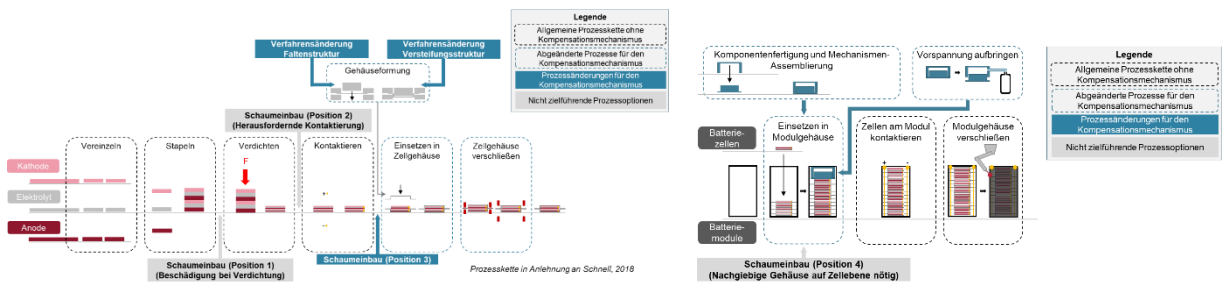 Verfahrensänderung
Faltenstruktur
Verfahrensänderung
Versteifungsstruktur
Gehäuseformung
Legende
Allgemeine Prozesskette ohne
Kompensationsmechanismus
Abgeänderte Prozesse für den
Kompensationsmechanismus
Prozessänderungen für den
Kompensationsmechanismus
Nicht zielführende Prozessoptionen
Schaumeinbau (Position 2)
(Herausfordernde Kontaktierung)
Vereinzeln
Stapeln
Verdichten
Kontaktieren
Einsetzen in
Zellgehäuse
Zellgehäuse
verschließen
F
Kathode
Elektrolyt
Anode
Schaumeinbau (Position 1)
(Beschädigung bei Verdichtung)
Schaumeinbau (Position 3)
Prozesskette in Anlehnung an Schnell, 2018
Komponentenfertigung und Mechanismen-
Assemblierung
Vorspannung aufbringen
Legende
Allgemeine Prozesskette ohne
Kompensationsmechanismus
Abgeänderte Prozesse für den
Kompensationsmechanismus
Prozessänderungen für den
Kompensationsmechanismus
Nicht zielführende Prozessoptionen
Batterie-
zellen
Einsetzen in
Modulgehäuse
Zellen am Modul
kontaktieren
Modulgehäuse
verschließen
+ -
Batterie-
module
Schaumeinbau (Position 4)
(Nachgiebige Gehäuse auf Zellebene nötig)